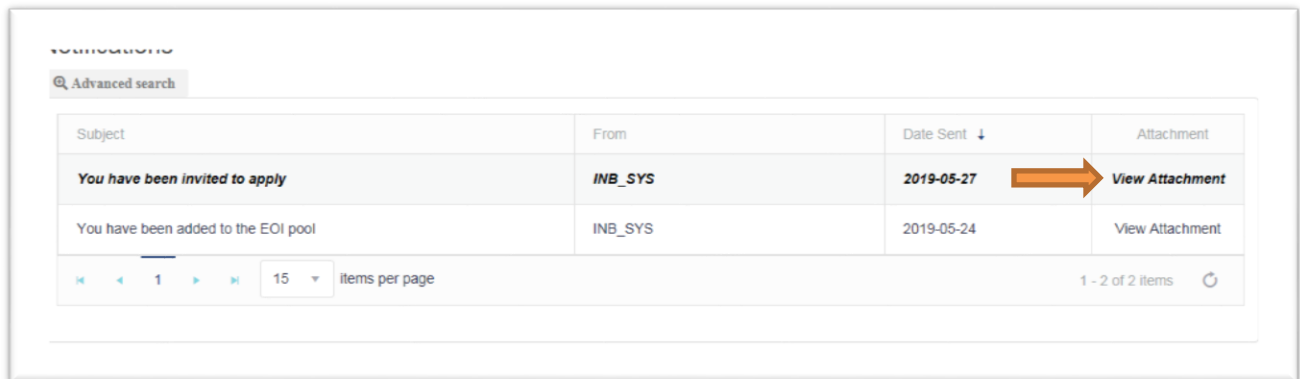 Advanced search
Subject From Date Sent ↓ Attachment
You have been invited to apply INB_SYS 2019-05-27 View Attachment
You have been added to the EOI pool INB_SYS 2019-05-24 View Attachment
1 15 items per page 1 - 2 of 2 items